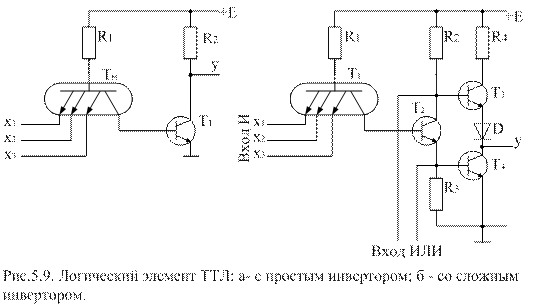 +E
R1
R2
y
Tм
T1
x1
x2
x3
+E
R1
R2
R4
T1
T3
T2
D
y
T4
Вход И
x1
x2
x3
R3
Вход ИЛИ
Рис.5.9. Логический элемент ТТЛ: а- с простым инвертором; б - со сложным
инвертором.